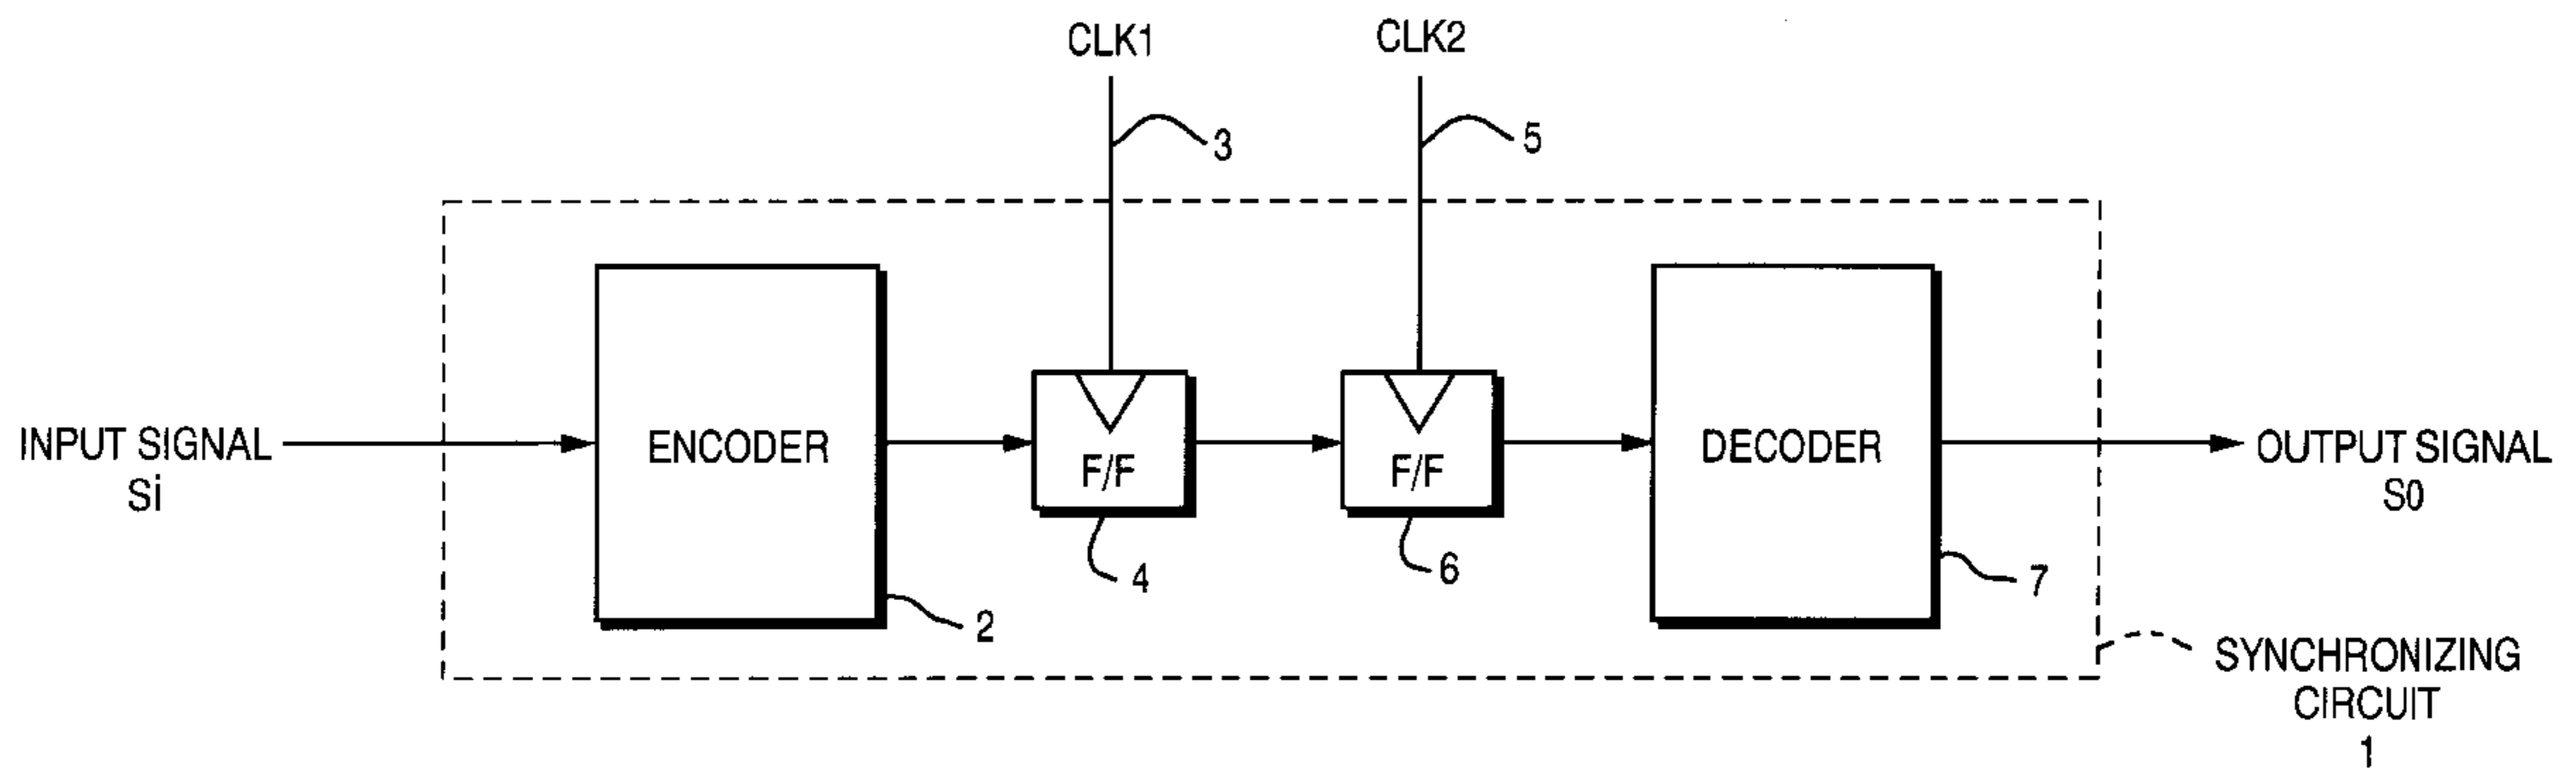 CLK1
CLK2
3
5
INPUT SIGNAL
Si
ENCODER
F/F
F/F
DECODER
OUTPUT SIGNAL
S0
4
6
7
2
SYNCHRONIZING
CIRCUIT
1